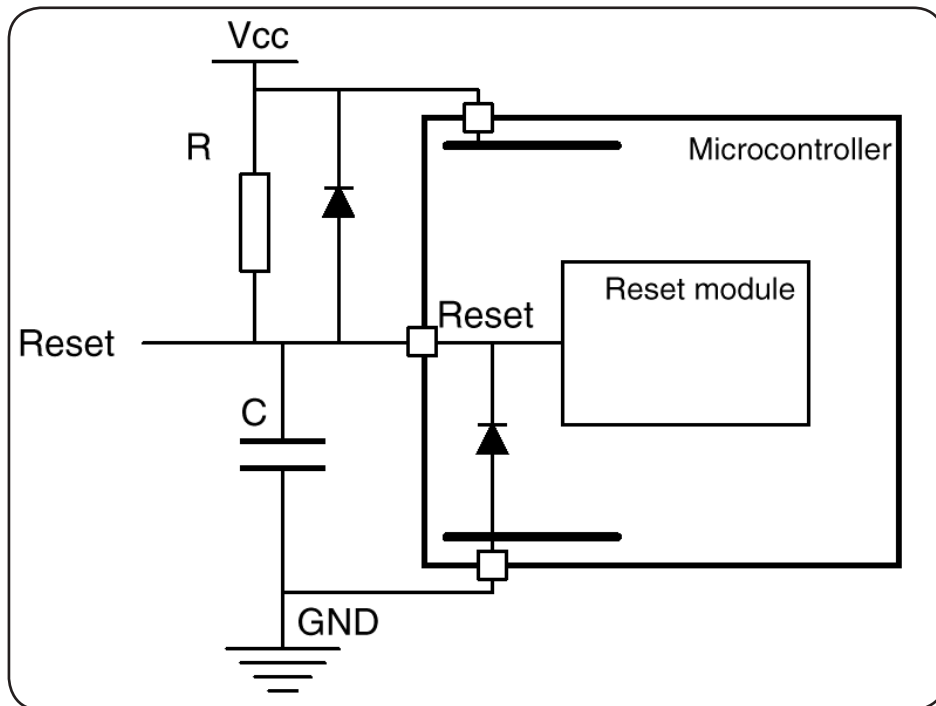 Vcc
R
Microcontroller
Reset module
Reset
Reset
C
GND